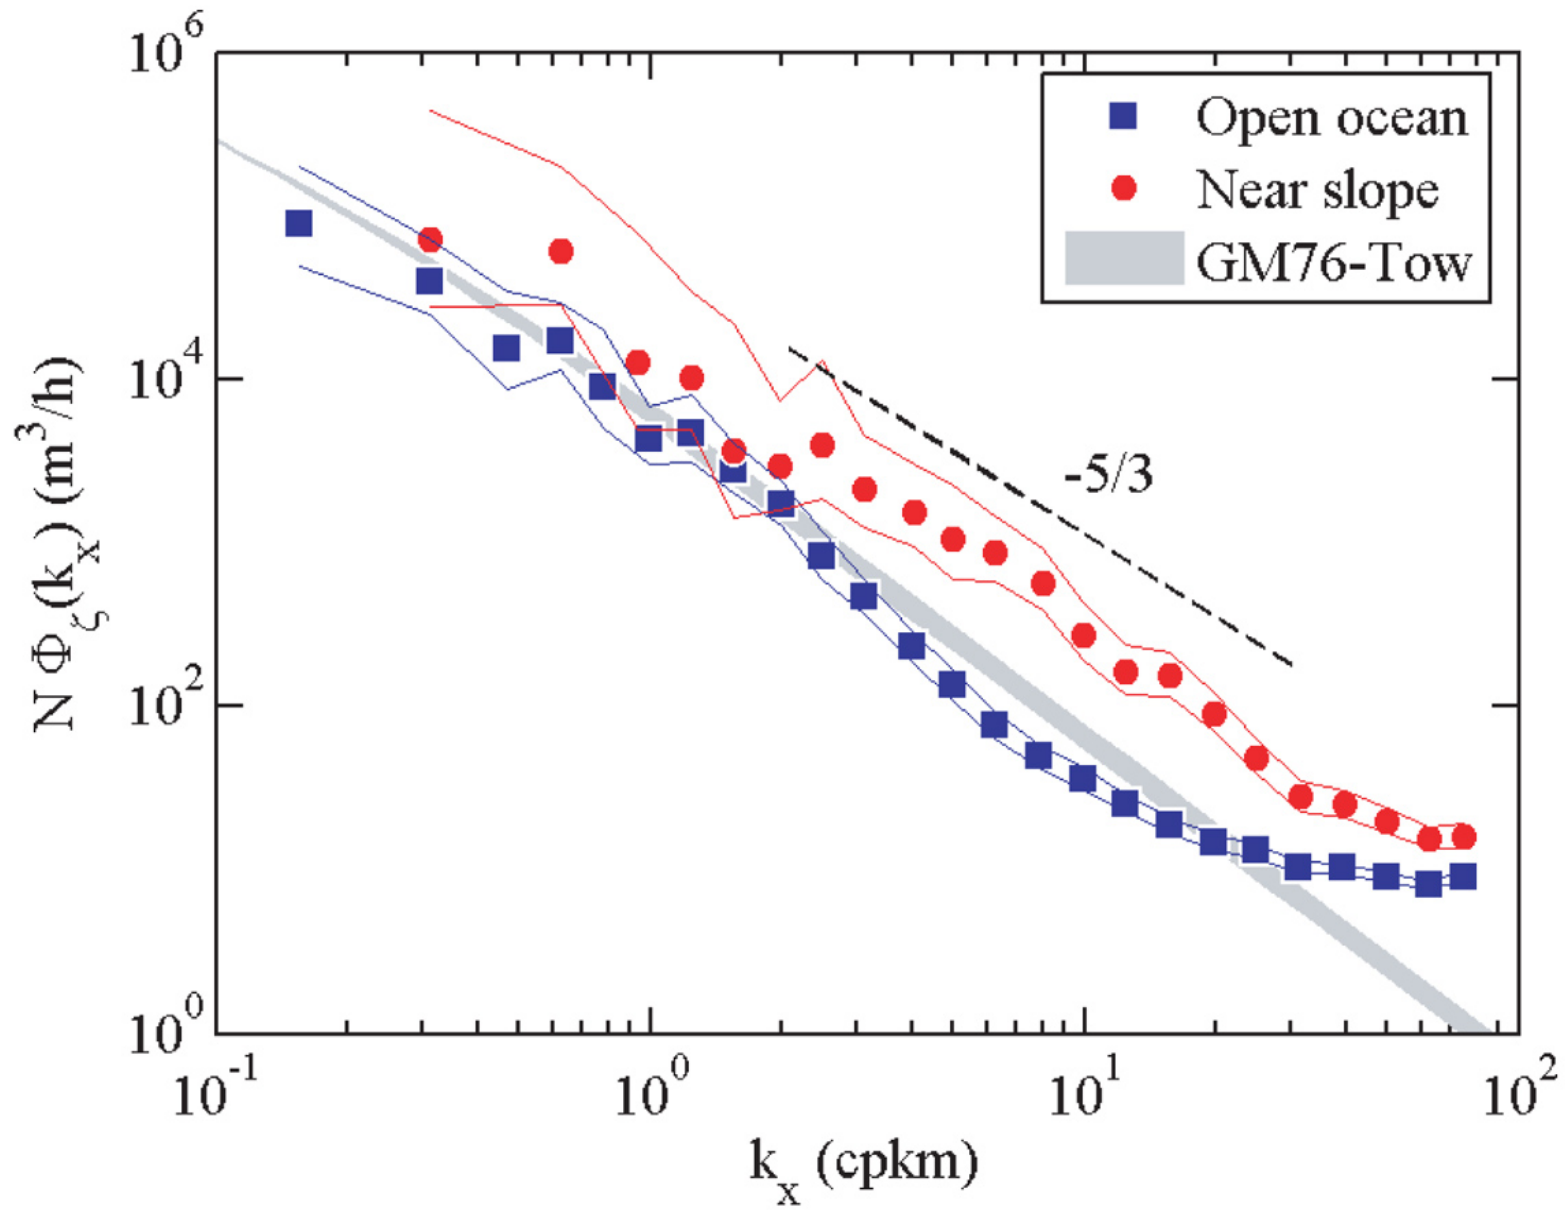 10^6
10^4
10^2
10^0
N Φ_ζ(k_x) (m^3/h)
Open ocean
Near slope
GM76-Tow
-5/3
10^-1
10^0
10^1
10^2
k_x (cpkm)